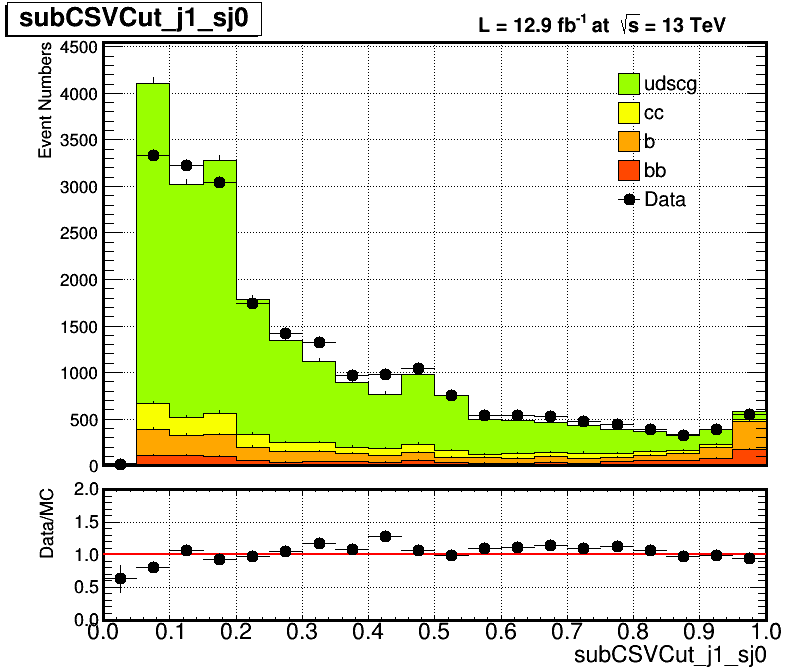 subCSVCut_j1_sj0
L = 12.9 fb⁻¹ at √s = 13 TeV
Event Numbers
4500
4000
3500
3000
2500
2000
1500
1000
500
0
udscg
cc
b
bb
Data
Data/MC
2.0
1.5
1.0
0.5
0.0
0.0 0.1 0.2 0.3 0.4 0.5 0.6 0.7 0.8 0.9 1.0
subCSVCut_j1_sj0